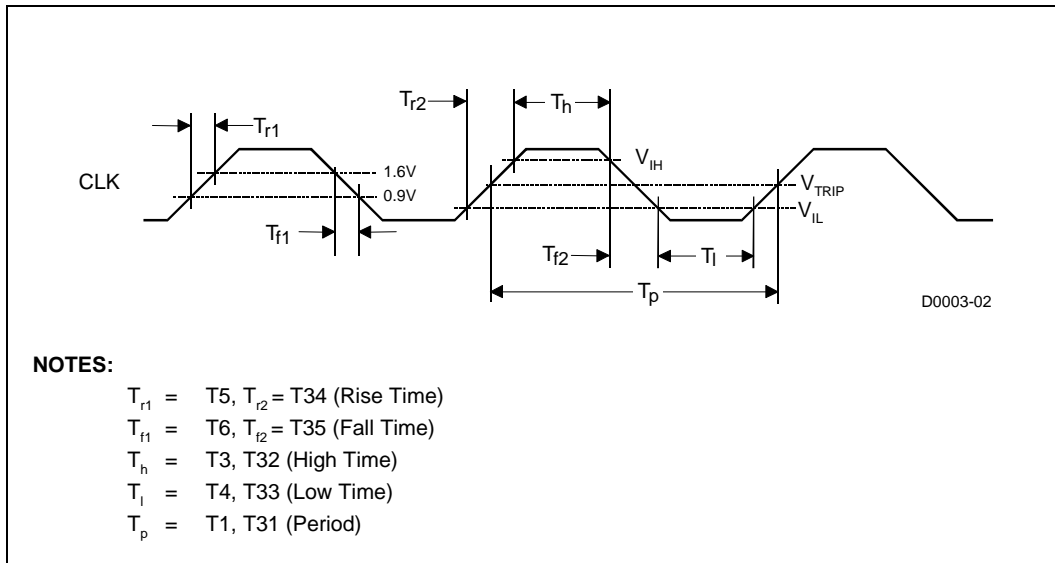 Tr2 Th
Tr1
VIH
CLK 1.6V VTRIP
0.9V VIL
Tf1 Tf2 Tl
Tp
D0003-02
NOTES:
Tr1 = T5, Tr2 = T34 (Rise Time)
Tf1 = T6, Tf2 = T35 (Fall Time)
Th = T3, T32 (High Time)
Tl = T4, T33 (Low Time)
Tp = T1, T31 (Period)